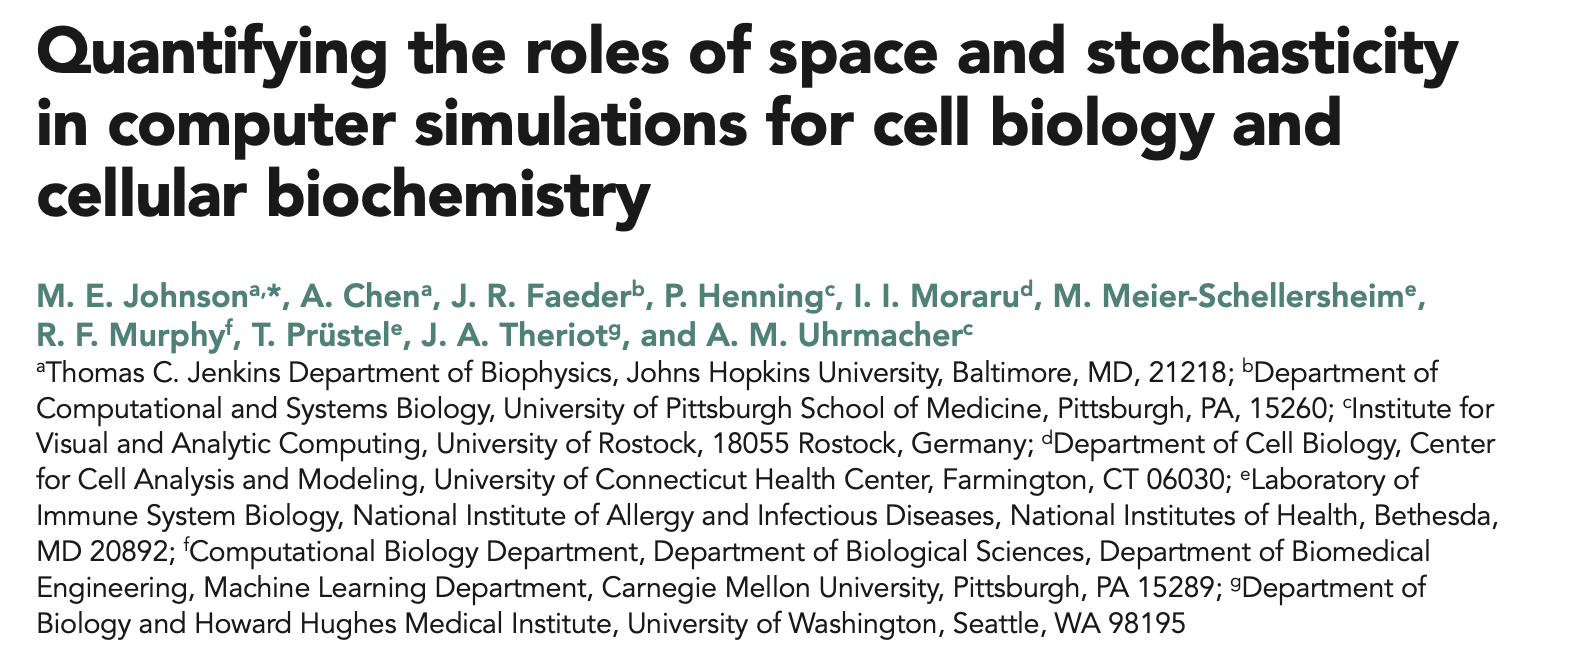 Quantifying the roles of space and stochasticity
in computer simulations for cell biology and
cellular biochemistry
M. E. Johnsonᵃ,*, A. Chenᵃ, J. R. Faederᵇ, P. Henningᶜ, I. I. Moraruᵈ, M. Meier-Schellersheimᵉ,
R. F. Murphyᶠ, T. Prüstelᵉ, J. A. Theriotᵍ, and A. M. Uhrmacherᶜ
ᵃThomas C. Jenkins Department of Biophysics, Johns Hopkins University, Baltimore, MD, 21218; ᵇDepartment of
Computational and Systems Biology, University of Pittsburgh School of Medicine, Pittsburgh, PA, 15260; ᶜInstitute for
Visual and Analytic Computing, University of Rostock, 18055 Rostock, Germany; ᵈDepartment of Cell Biology, Center
for Cell Analysis and Modeling, University of Connecticut Health Center, Farmington, CT 06030; ᵉLaboratory of
Immune System Biology, National Institute of Allergy and Infectious Diseases, National Institutes of Health, Bethesda,
MD 20892; ᶠComputational Biology Department, Department of Biological Sciences, Department of Biomedical
Engineering, Machine Learning Department, Carnegie Mellon University, Pittsburgh, PA 15289; ᵍDepartment of
Biology and Howard Hughes Medical Institute, University of Washington, Seattle, WA 98195